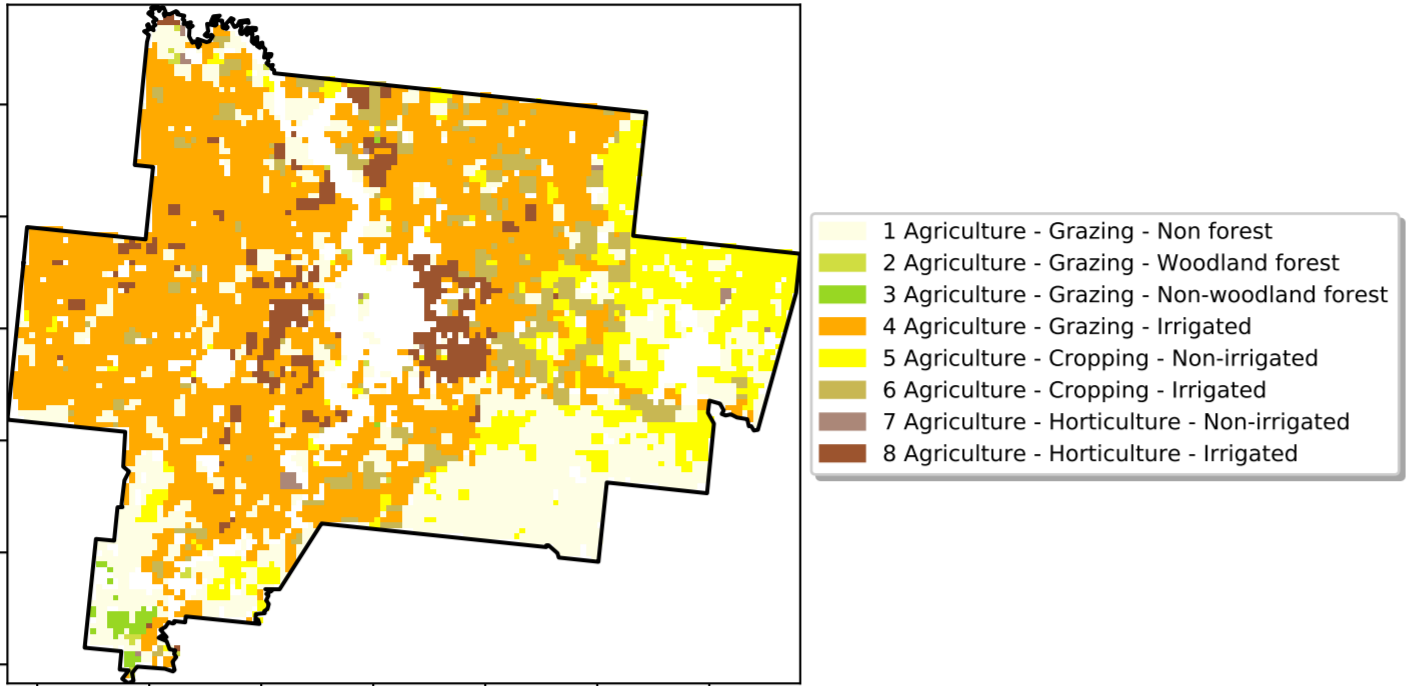 1 Agriculture - Grazing - Non forest
2 Agriculture - Grazing - Woodland forest
3 Agriculture - Grazing - Non-woodland forest
4 Agriculture - Grazing - Irrigated
5 Agriculture - Cropping - Non-irrigated
6 Agriculture - Cropping - Irrigated
7 Agriculture - Horticulture - Non-irrigated
8 Agriculture - Horticulture - Irrigated